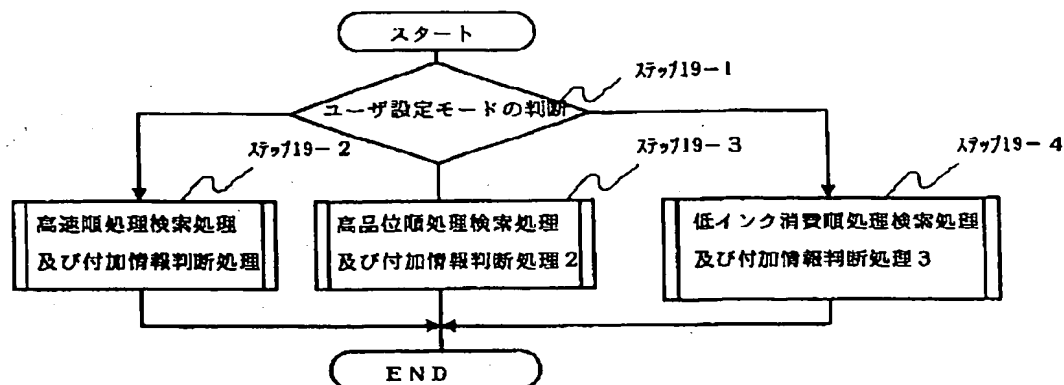 スタート
ステップ19-1
ユーザ設定モードの判断
ステップ19-2
ステップ19-3
ステップ19-4
高速順処理検索処理
及び付加情報判断処理
高品位順処理検索処理
及び付加情報判断処理2
低インク消費順処理検索処理
及び付加情報判断処理3
END